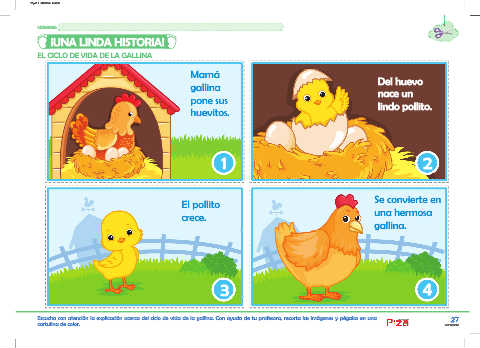 ¡UNA LINDA HISTORIA!
EL CICLO DE VIDA DE LA GALLINA
Mamá
gallina
pone sus
huevitos.
1
Del huevo
nace un
lindo pollito.
2
El pollito
crece.
3
Se convierte en
una hermosa
gallina.
4
Escucha con atención la explicación acerca del ciclo de vida de la gallina. Con ayuda de tu profesora, recorta las imágenes y pégalas en una
cartulina de color.
27